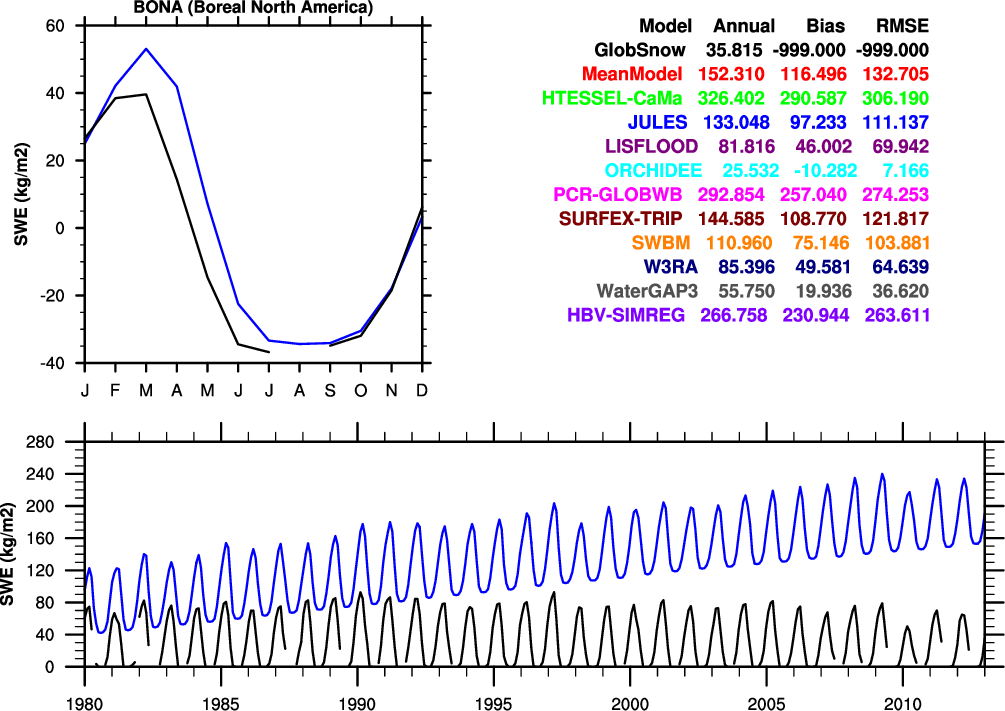 BONA (Boreal North America)
60
40
20
0
-20
-40
SWE (kg/m2)
J F M A M J J A S O N D
Model Annual Bias RMSE
GlobSnow 35.815 -999.000 -999.000
MeanModel 152.310 116.496 132.705
HTESSEL-CaMa 326.402 290.587 306.190
JULES 133.048 97.233 111.137
LISFLOOD 81.816 46.002 69.942
ORCHIDEE 25.532 -10.282 7.166
PCR-GLOBWB 292.854 257.040 274.253
SURFEX-TRIP 144.585 108.770 121.817
SWBM 110.960 75.146 103.881
W3RA 85.396 49.581 64.639
WaterGAP3 55.750 19.936 36.620
HBV-SIMREG 266.758 230.944 263.611
280
240
200
160
120
80
40
0
SWE (kg/m2)
1980 1985 1990 1995 2000 2005 2010